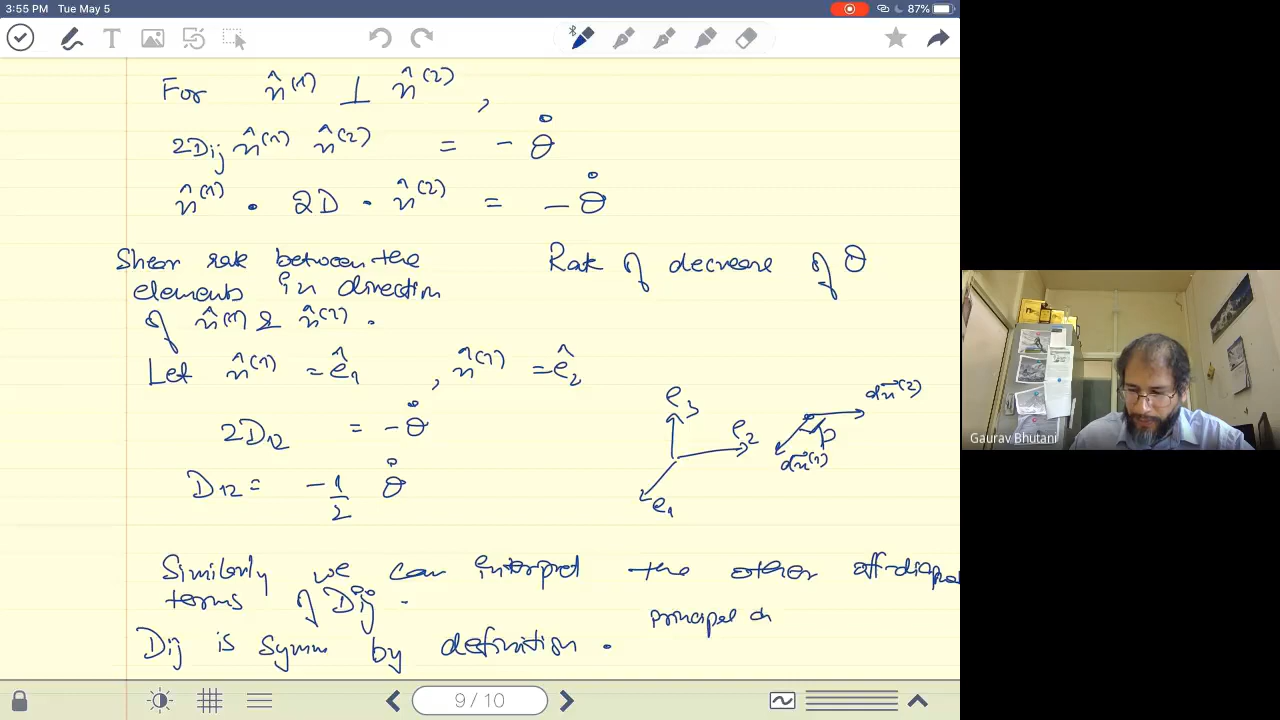 3:55 PM Tue May 5
87%
For n̂⁽¹⁾ ⊥ n̂⁽²⁾ ,
2Dij n̂⁽¹⁾ n̂⁽²⁾ = - θ̇
n̂⁽¹⁾ · 2D · n̂⁽²⁾ = - θ̇
Shear rate between the
elements in direction
of n̂⁽¹⁾ & n̂⁽²⁾ .
Rate of decrease of θ
Let n̂⁽¹⁾ = ê₁ , n̂⁽²⁾ = ê₂
2D₁₂ = - θ̇
D₁₂ = - 1/2 θ̇
e₃
e₂
e₁
dx⃗⁽²⁾
p
dx⃗⁽¹⁾
Similarly we can interpret the other off-diagonal
terms of Dij .
principal d
Dij is symm by definition .
9 / 10
Gaurav Bhutani